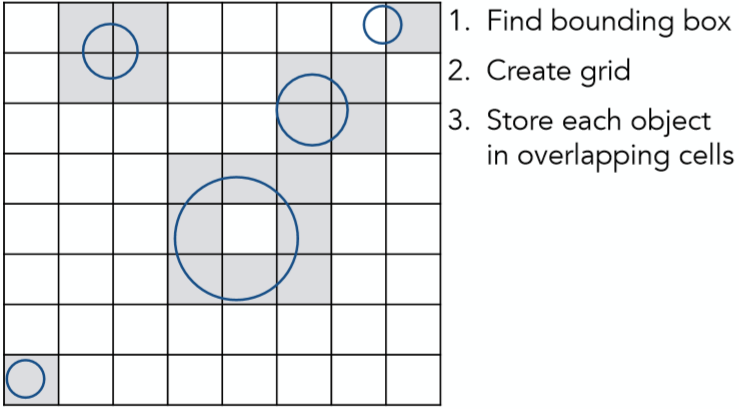 1. Find bounding box
2. Create grid
3. Store each object
in overlapping cells